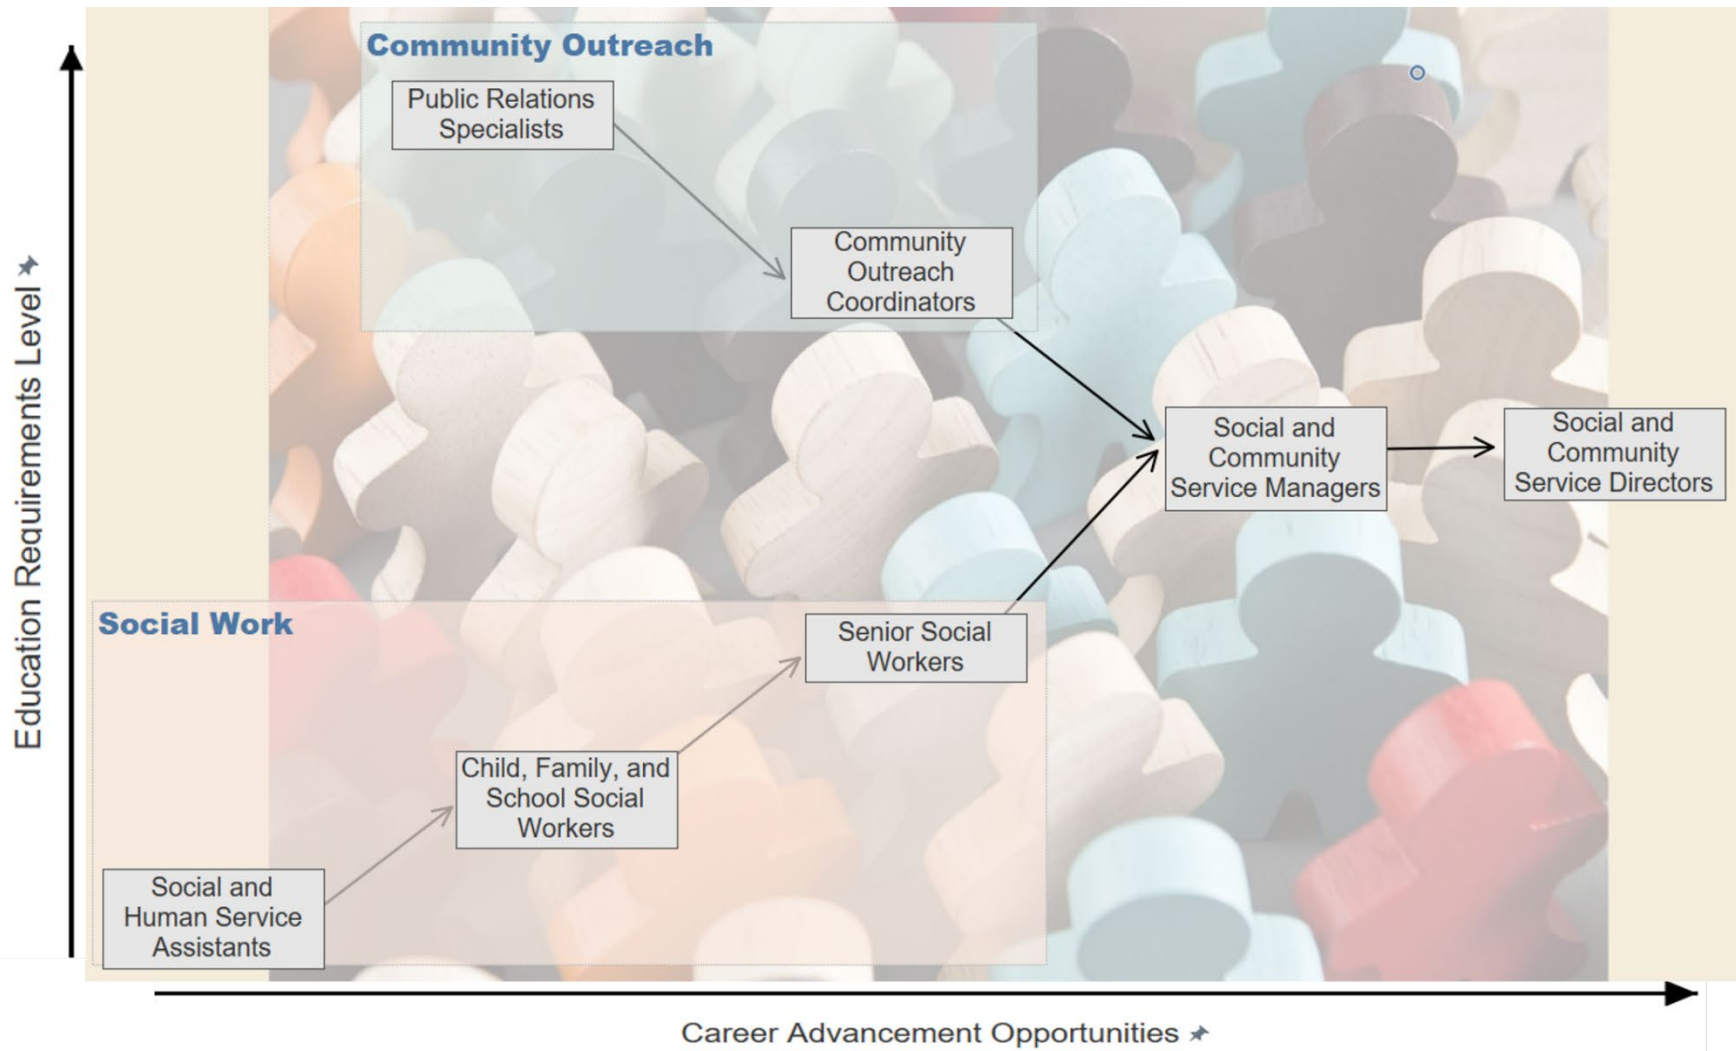 Community Outreach
Public Relations
Specialists
Community
Outreach
Coordinators
Social and
Community
Service Managers
Social and
Community
Service Directors
Social Work
Senior Social
Workers
Child, Family, and
School Social
Workers
Social and
Human Service
Assistants
Education Requirements Level
Career Advancement Opportunities